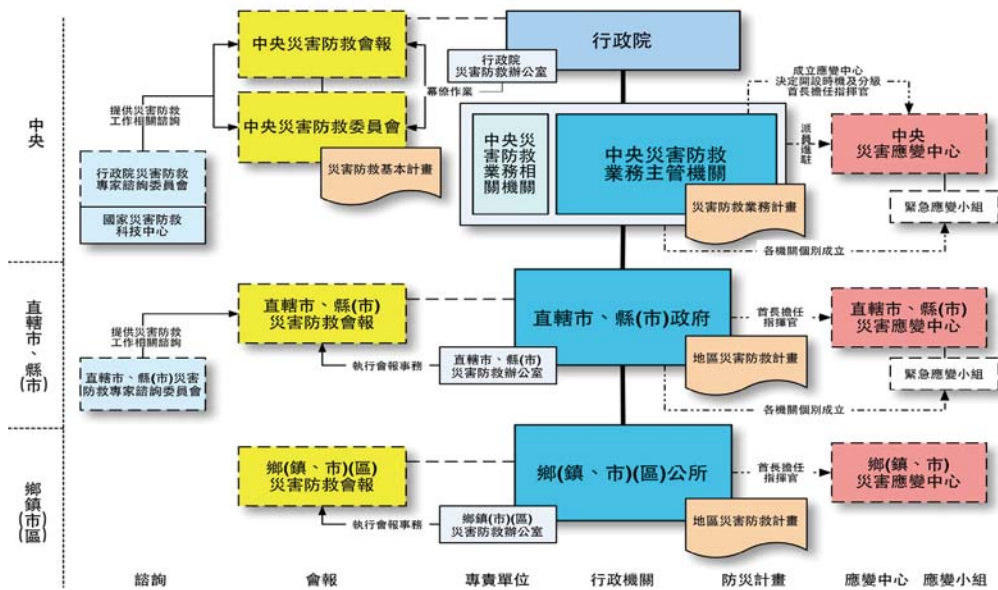 中央
中央災害防救會報
行政院
行政院
災害防救辦公室
幕僚作業
提供災害防救
工作相關諮詢
中央災害防救委員會
災害防救基本計畫
行政院災害防救
專家諮詢委員會
國家災害防救
科技中心
中央災
害防救
業務相
關機關
中央災害防救
業務主管機關
災害防救業務計畫
成立應變中心
決定開設時機及分級
首長擔任指揮官
派員進駐
中央
災害應變中心
緊急應變小組
各機關個別成立
直轄市、縣(市)
直轄市、縣(市)
災害防救會報
提供災害防救
工作相關諮詢
直轄市、縣(市)災害
防救專家諮詢委員會
執行會報事務
直轄市、縣(市)
災害防救辦公室
直轄市、縣(市)政府
地區災害防救計畫
首長擔任
指揮官
直轄市、縣(市)
災害應變中心
緊急應變小組
各機關個別成立
鄉鎮市(區)
鄉(鎮、市)(區)
災害防救會報
執行會報事務
鄉鎮(市)(區)
災害防救辦公室
鄉(鎮、市)(區)公所
地區災害防救計畫
首長擔任
指揮官
鄉(鎮、市)
災害應變中心
諮詢 會報 專責單位 行政機關 防災計畫 應變中心 應變小組